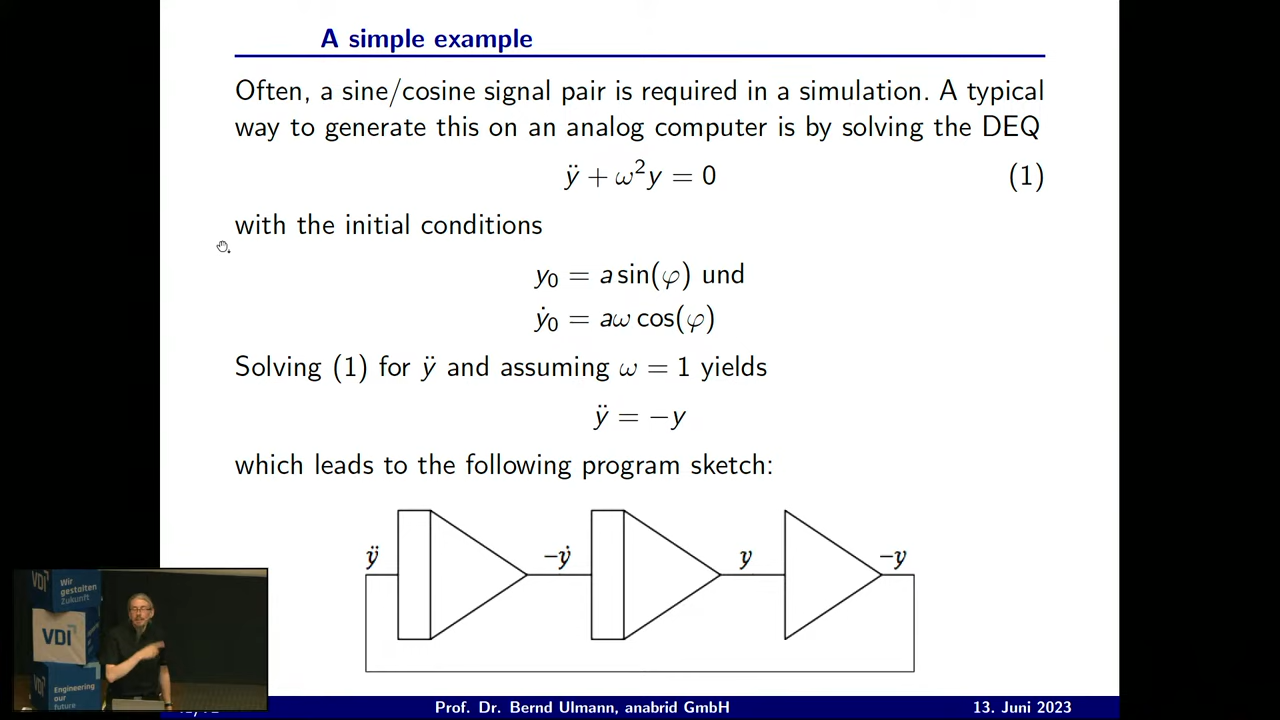 A simple example
Often, a sine/cosine signal pair is required in a simulation. A typical
way to generate this on an analog computer is by solving the DEQ
ÿ + ω²y = 0 (1)
with the initial conditions
y₀ = a sin(φ) und
ẏ₀ = aω cos(φ)
Solving (1) for ÿ and assuming ω = 1 yields
ÿ = −y
which leads to the following program sketch:
ÿ −ẏ y −y
VDI
Wir
gestalten
Zukunft
VDI
Engineering
our
future
Prof. Dr. Bernd Ulmann, anabrid GmbH 13. Juni 2023